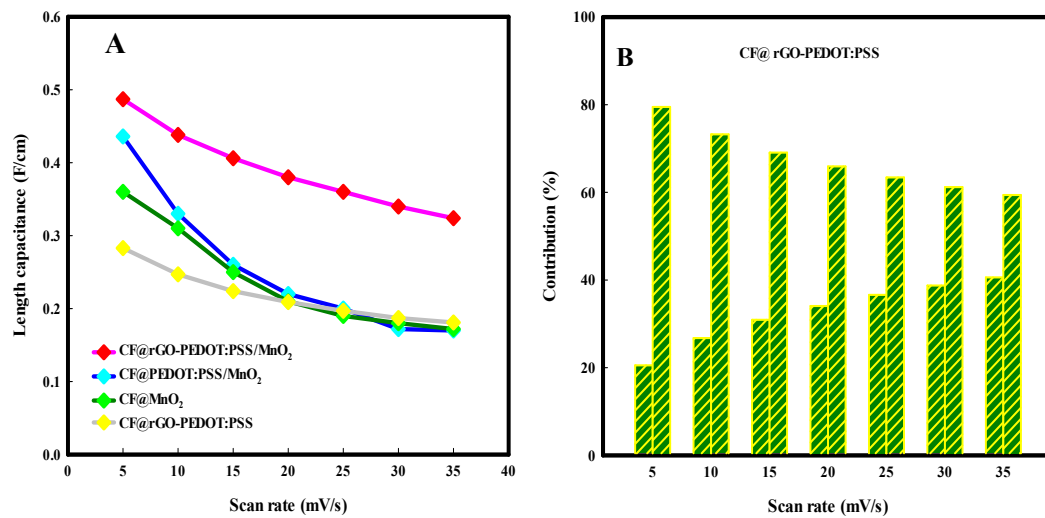 A
Length capacitance (F/cm)
0.6
0.5
0.4
0.3
0.2
0.1
0.0
CF@rGO-PEDOT:PSS/MnO₂
CF@PEDOT:PSS/MnO₂
CF@MnO₂
CF@rGO-PEDOT:PSS
0 5 10 15 20 25 30 35 40
Scan rate (mV/s)
B
CF@ rGO-PEDOT:PSS
Contribution (%)
100
80
60
40
20
0
5 10 15 20 25 30 35
Scan rate (mV/s)